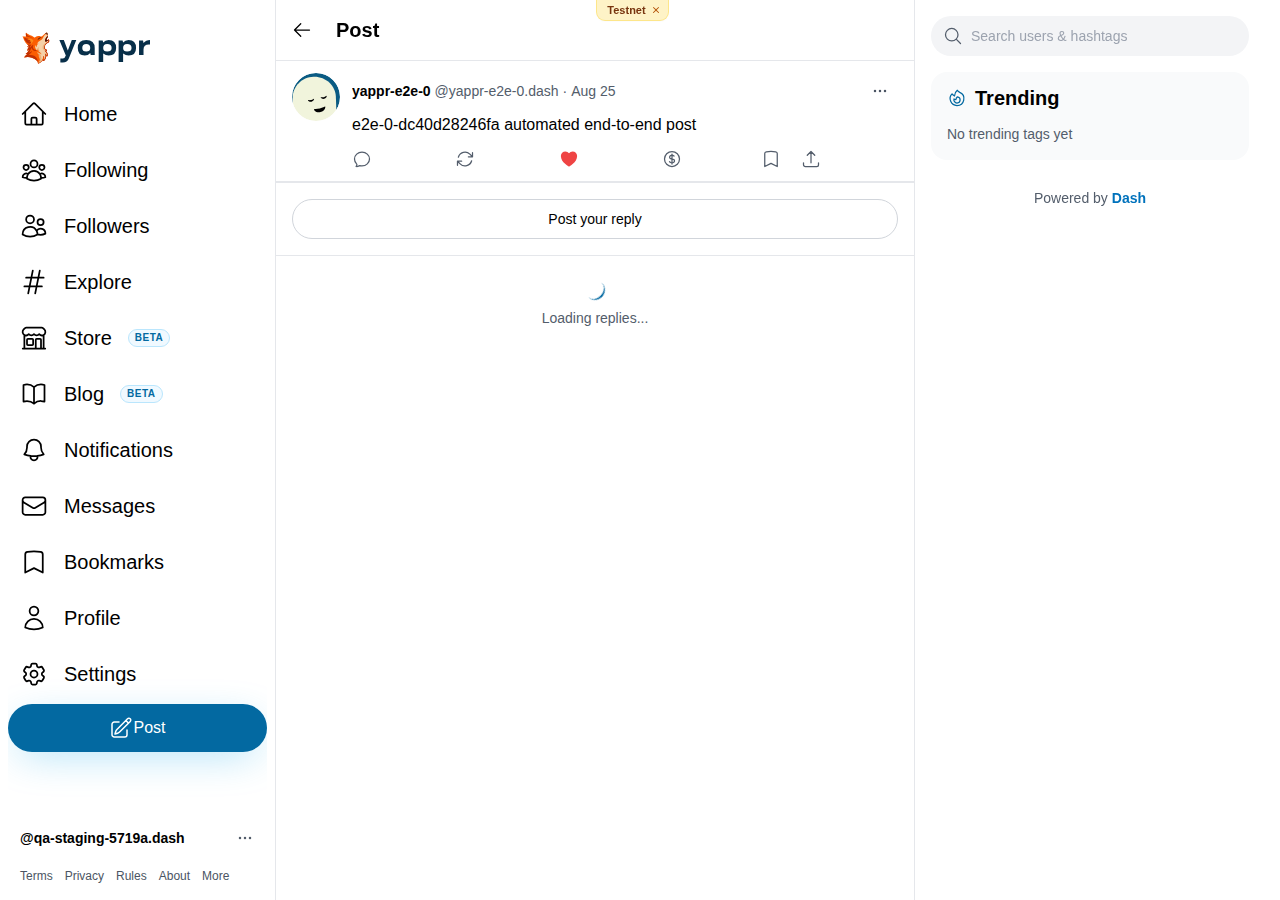 yappr
Home
Following
Followers
Explore
Store BETA
Blog BETA
Notifications
Messages
Bookmarks
Profile
Settings
Post
@qa-staging-5719a.dash
Terms Privacy Rules About More
Testnet
Post
yappr-e2e-0 @yappr-e2e-0.dash · Aug 25
e2e-0-dc40d28246fa automated end-to-end post
Post your reply
Loading replies...
Search users & hashtags
Trending
No trending tags yet
Powered by Dash